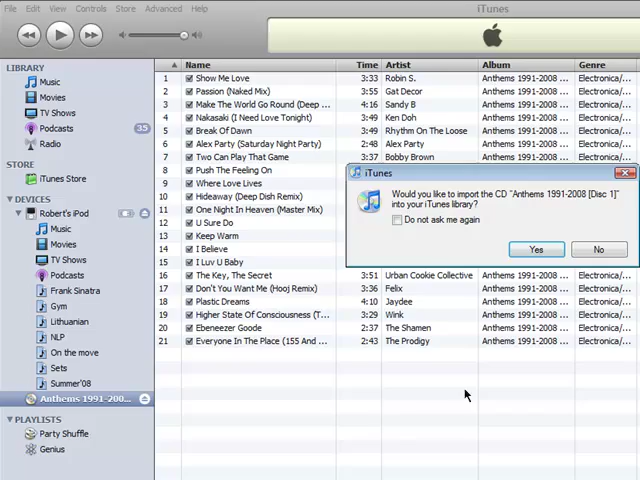 File Edit View Controls Store Advanced Help
iTunes
Name Time Artist Album Genre
1 Show Me Love 3:33 Robin S. Anthems 1991-2008 ... Electronica/...
2 Passion (Naked Mix) 3:55 Gat Decor Anthems 1991-2008 ... Electronica/...
3 Make The World Go Round (Deep ... 4:16 Sandy B Anthems 1991-2008 ... Electronica/...
4 Nakasaki (I Need Love Tonight) 3:49 Ken Doh Anthems 1991-2008 ... Electronica/...
5 Break Of Dawn 3:49 Rhythm On The Loose Anthems 1991-2008 ... Electronica/...
6 Alex Party (Saturday Night Party) 2:48 Alex Party Anthems 1991-2008 ... Electronica/...
7 Two Can Play That Game 3:37 Bobby Brown Anthems 1991-2008 ... Electronica/...
8 Push The Feeling On
9 Where Love Lives
10 Hideaway (Deep Dish Remix)
11 One Night In Heaven (Master Mix)
12 U Sure Do
13 Keep Warm
14 I Believe
15 I Luv U Baby
16 The Key, The Secret 3:51 Urban Cookie Collective Anthems 1991-2008 ... Electronica/...
17 Don't You Want Me (Hooj Remix) 3:36 Felix Anthems 1991-2008 ... Electronica/...
18 Plastic Dreams 4:10 Jaydee Anthems 1991-2008 ... Electronica/...
19 Higher State Of Consciousness (T... 3:29 Wink Anthems 1991-2008 ... Electronica/...
20 Ebeneezer Goode 2:37 The Shamen Anthems 1991-2008 ... Electronica/...
21 Everyone In The Place (155 And ... 2:43 The Prodigy Anthems 1991-2008 ... Electronica/...
LIBRARY
Music
Movies
TV Shows
Podcasts 35
Radio
STORE
iTunes Store
DEVICES
Robert's iPod
Music
Movies
TV Shows
Podcasts
Frank Sinatra
Gym
Lithuanian
NLP
On the move
Sets
Summer'08
Anthems 1991-200...
PLAYLISTS
Party Shuffle
Genius
iTunes
Would you like to import the CD "Anthems 1991-2008 [Disc 1]"
into your iTunes library?
Do not ask me again
Yes No